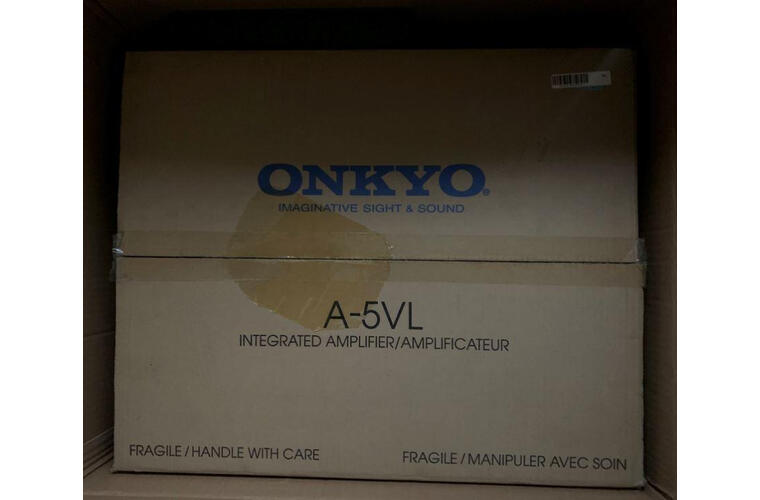 ONKYO®
IMAGINATIVE SIGHT & SOUND
A-5VL
INTEGRATED AMPLIFIER/AMPLIFICATEUR
FRAGILE/HANDLE WITH CARE
FRAGILE/MANIPULER AVEC SOIN